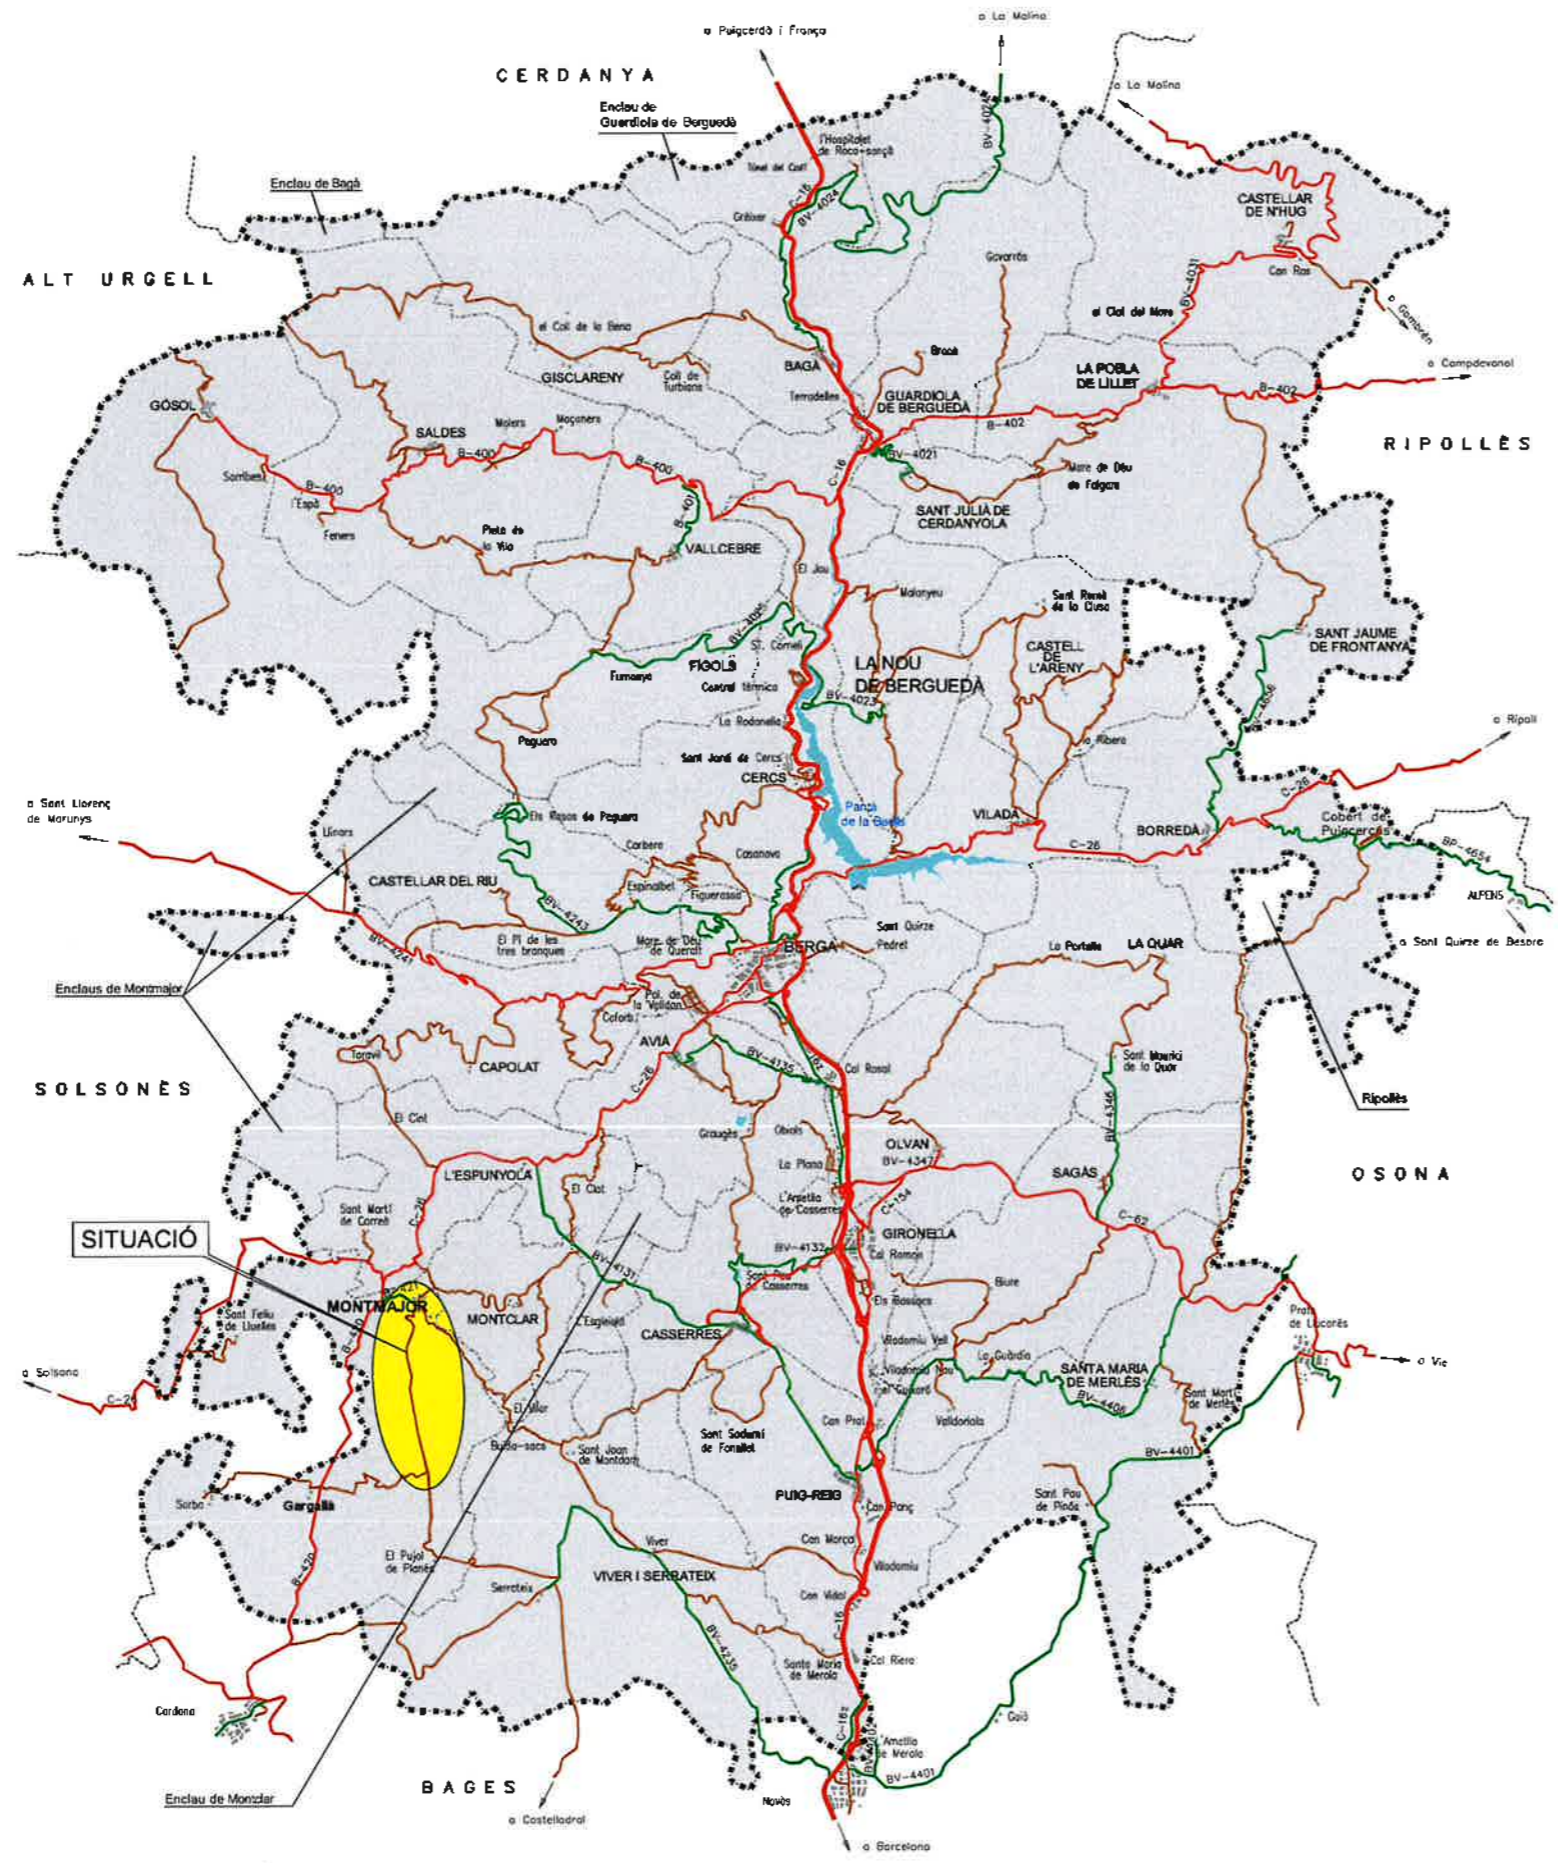 a La Molina
a Puigcerdà i França
CERDANYA
a La Molina
Enclau de
Guardiola de Berguedà
l'Hospitalet
de Roca-sança
BV-4024
Túnel del Cadí
Enclau de Bagà
C-16
BV-4024
Gréixer
CASTELLAR
DE N'HUG
ALT URGELL
Gavarrós
Can Ros
BV-4031
a Gombrèn
el Coll de la Bena
el Clot del Moro
Brocà
BAGÀ
LA POBLA
DE LILLET
a Campdevanol
GISCLARENY
Coll de
Turbians
Terradelles
GUARDIOLA
DE BERGUEDÀ
B-402
GÓSOL
Molers
Maçaners
B-402
SALDES
RIPOLLÈS
B-400
B-400
BV-4021
Sorribes
C-16
Mare de Déu
de Falgars
B-400
l'Espà
B-401
SANT JULIÀ DE
CERDANYOLA
Feners
Pleta de
la Vila
VALLCEBRE
El Jou
Malanyeu
Sant Romà
de la Clusa
BV-4025
SANT JAUME
DE FRONTANYÀ
St. Corneli
CASTELL
DE
L'ARENY
FÍGOLS
LA NOU
DE BERGUEDÀ
Fumanya
Central tèrmica
BV-4023
BV-4656
La Rodonella
a Ripoll
Peguera
la Ribera
Sant Jordi de Cercs
CERCS
C-26
a Sant Llorenç
de Morunys
Pantà
de la Baells
Els Rasos de Peguera
VILADA
Cobert de
Puigcercós
Llinars
BORREDÀ
C-26
Corbera
Casanova
BP-4654
CASTELLAR DEL RIU
Espinalbet
Figuerassa
ALPENS
BV-4243
Sant Quirze
Pedret
El Pi de les
tres branques
Mare de Déu
de Queralt
BERGA
La Portella
LA QUAR
a Sant Quirze de Besora
BV-4241
Enclaus de Montmajor
Pol. de
la Valldan
Coforb
AVIÀ
Taravil
CAPOLAT
BV-4135
Sant Maurici
de la Quar
Cal Rosal
C-26
SOLSONÈS
Ripollès
El Cint
BV-4346
Graugés
Obiols
OLVAN
BV-4347
La Plana
L'ESPUNYOLA
SAGÀS
OSONA
El Clot
L'Ametlla
de Casserres
C-154
Sant Martí
de Correà
C-26
C-62
SITUACIÓ
GIRONELLA
BV-4132
Cal Ramon
BV-4131
Sant Pau
de Casserres
Biure
Els Bassacs
MONTMAJOR
MONTCLAR
Sant Feliu
de Lluelles
CASSERRES
Prats
de Lluçanès
B-420
Viladomiu Vell
La Guàrdia
a Vic
a Solsona
Viladomiu Nou
SANTA MARIA
DE MERLÈS
C-26
el Guixaró
BV-4406
Sant Martí
de Merlès
El Vilar
Can Prat
Valldoriola
Sant Sadurní
de Fonollet
Buida-sacs
Sant Joan
de Montdarn
BV-4401
Sorba
Gargallà
PUIG-REIG
Sant Pau
de Pinós
Can Ponç
El Pujol
de Planès
Viver
Can Marçal
Viladomiu
B-420
Serrateix
VIVER I SERRATEIX
Can Vidal
C-16
BV-4235
Santa Maria
de Merola
Cal Riera
Cardona
Gaià
C-16z
L'Ametlla
de Merola
BV-4401
BAGES
Enclau de Montclar
Navàs
a Castelladral
a Barcelona